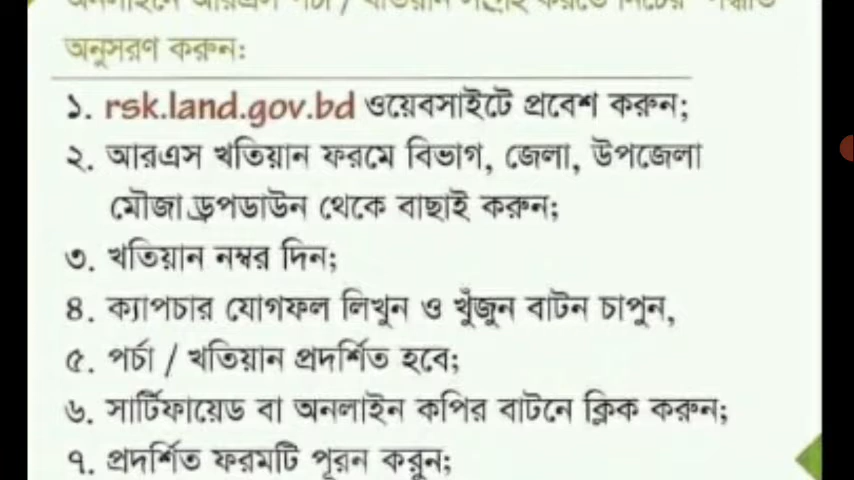 অনুসরণ করুন:
১. rsk.land.gov.bd ওয়েবসাইটে প্রবেশ করুন;
২. আরএস খতিয়ান ফরমে বিভাগ, জেলা, উপজেলা
মৌজা ড্রপডাউন থেকে বাছাই করুন;
৩. খতিয়ান নম্বর দিন;
৪. ক্যাপচার যোগফল লিখুন ও খুঁজুন বাটন চাপুন,
৫. পর্চা / খতিয়ান প্রদর্শিত হবে;
৬. সার্টিফায়েড বা অনলাইন কপির বাটনে ক্লিক করুন;
৭. প্রদর্শিত ফরমটি পূরন করুন;